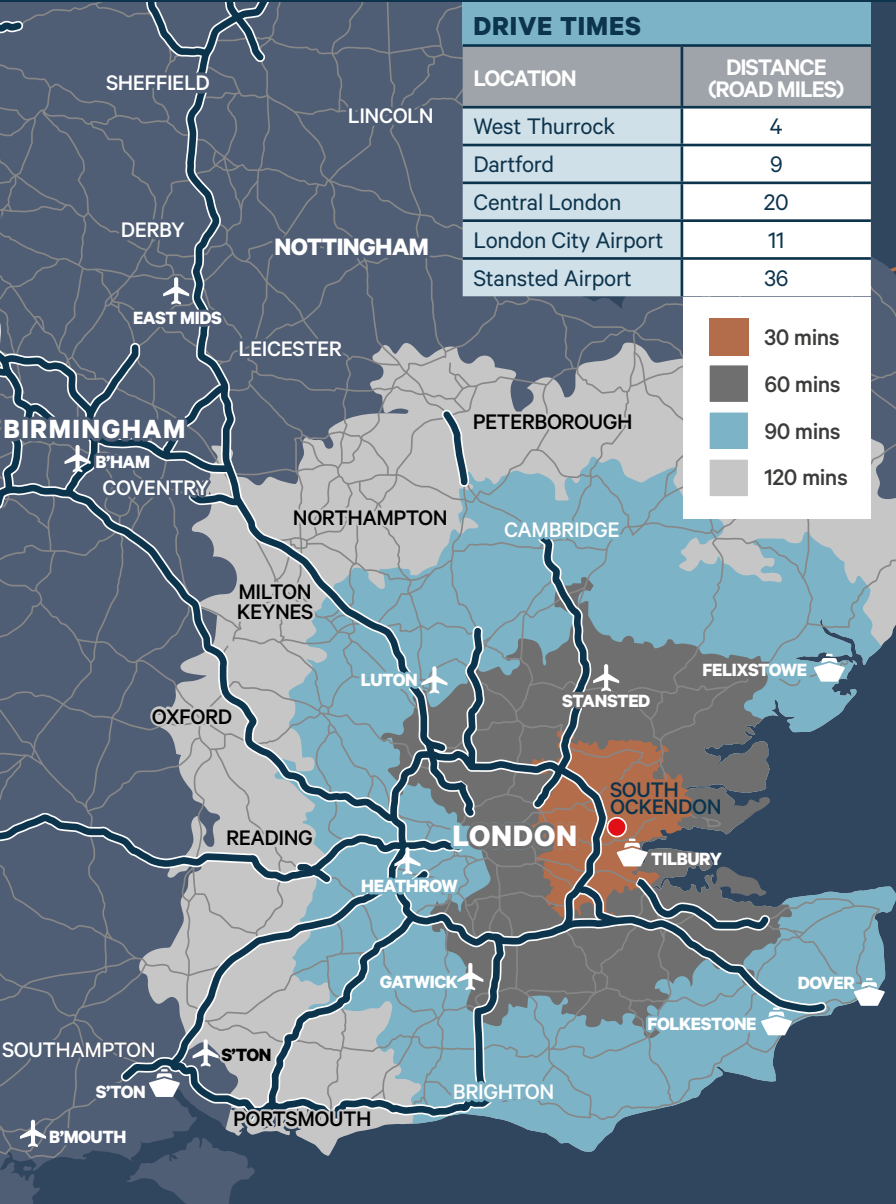 DRIVE TIMES
LOCATION
DISTANCE
(ROAD MILES)
West Thurrock 4
Dartford 9
Central London 20
London City Airport 11
Stansted Airport 36
30 mins
60 mins
90 mins
120 mins
SHEFFIELD
LINCOLN
DERBY
NOTTINGHAM
EAST MIDS
LEICESTER
PETERBOROUGH
BIRMINGHAM
B'HAM
COVENTRY
NORTHAMPTON
CAMBRIDGE
MILTON
KEYNES
LUTON
FELIXSTOWE
STANSTED
OXFORD
SOUTH
OCKENDON
READING
LONDON
TILBURY
HEATHROW
GATWICK
DOVER
FOLKESTONE
SOUTHAMPTON
S'TON
S'TON
BRIGHTON
PORTSMOUTH
B'MOUTH